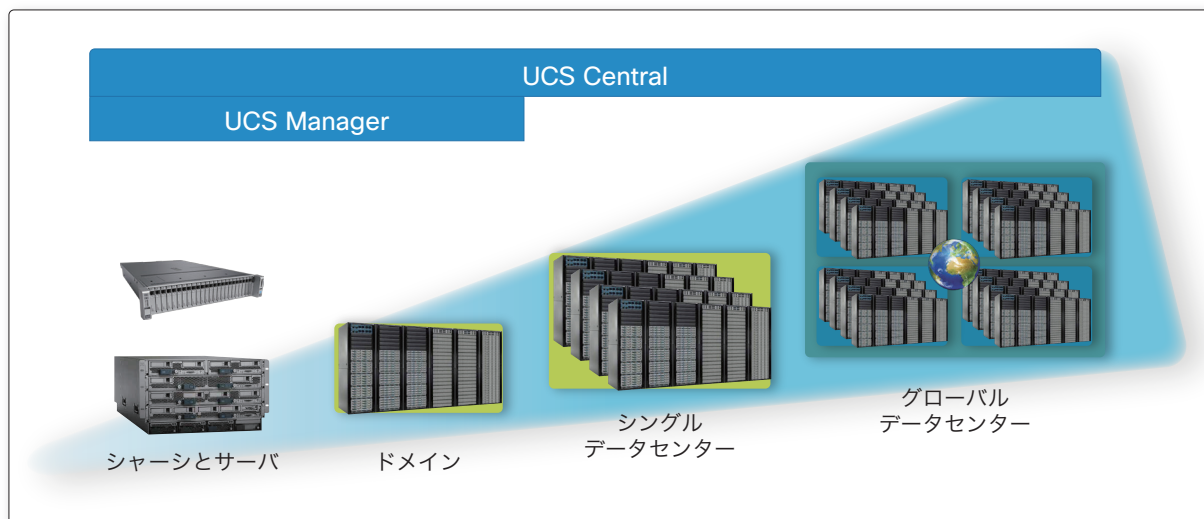 UCS Central
UCS Manager
シャーシとサーバ
ドメイン
シングル
データセンター
グローバル
データセンター